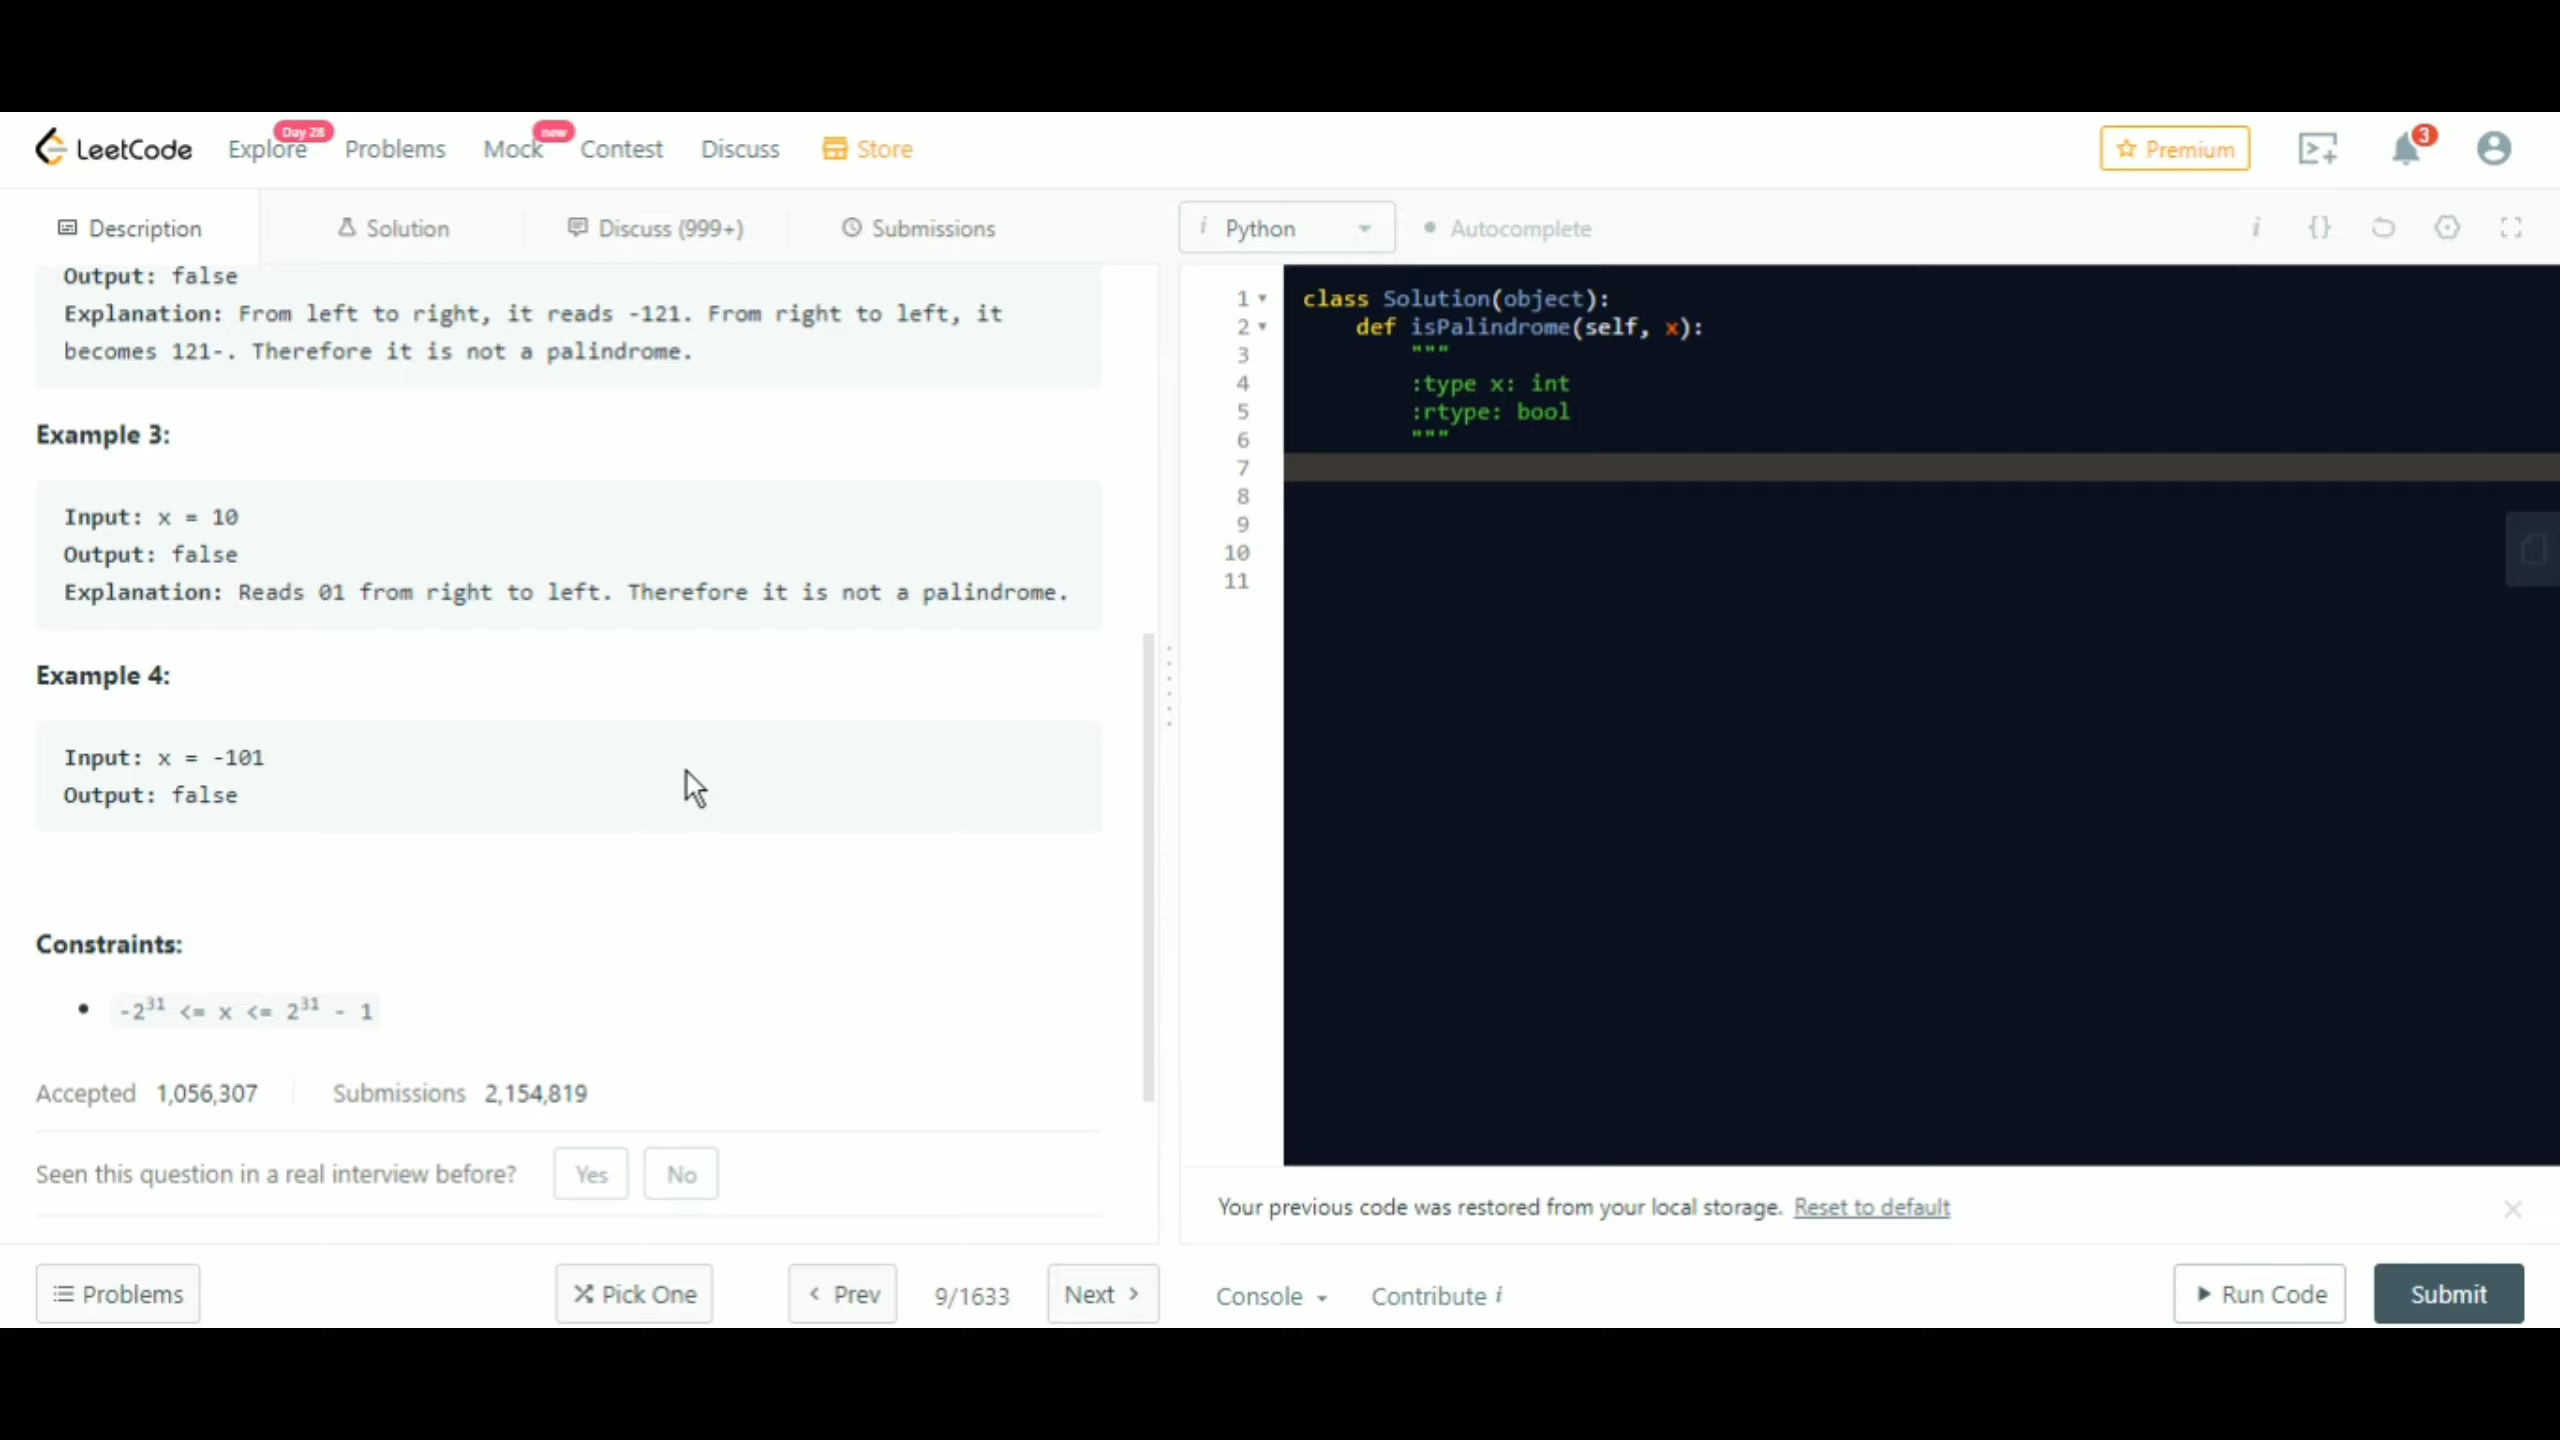 LeetCode Explore Day 28 Problems Mock new Contest Discuss Store Premium 3
Description Solution Discuss (999+) Submissions
Output: false
Explanation: From left to right, it reads -121. From right to left, it
becomes 121-. Therefore it is not a palindrome.
Example 3:
Input: x = 10
Output: false
Explanation: Reads 01 from right to left. Therefore it is not a palindrome.
Example 4:
Input: x = -101
Output: false
Constraints:
• -2³¹ <= x <= 2³¹ - 1
Accepted 1,056,307 Submissions 2,154,819
Seen this question in a real interview before? Yes No
Problems Pick One < Prev 9/1633 Next >
i Python Autocomplete i {}
1 class Solution(object):
2 def isPalindrome(self, x):
3 """
4 :type x: int
5 :rtype: bool
6 """
7
8
9
10
11
Your previous code was restored from your local storage. Reset to default
Console Contribute i Run Code Submit